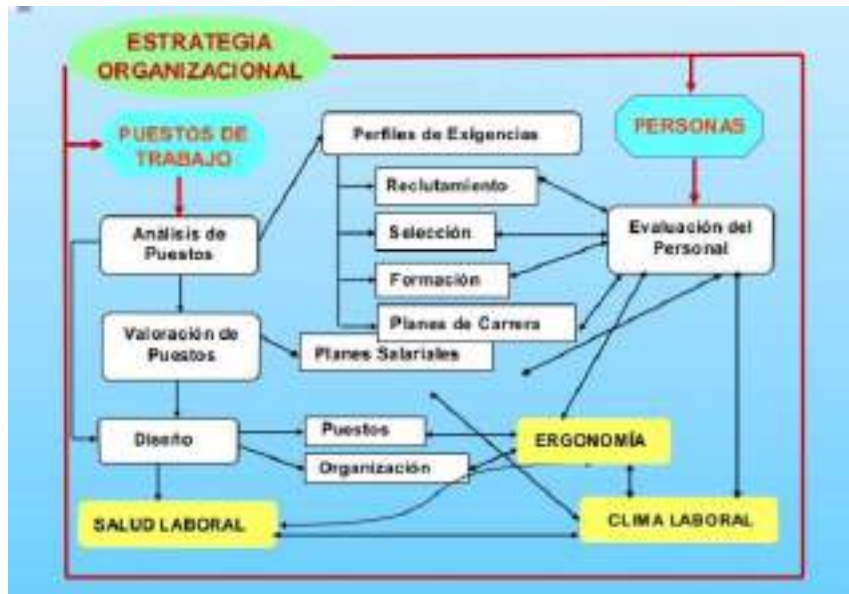 ESTRATEGIA
ORGANIZACIONAL
PUESTOS DE
TRABAJO
Perfiles de Exigencias
PERSONAS
Reclutamiento
Análisis de
Puestos
Selección
Evaluación del
Personal
Formación
Planes de Carrera
Valoración de
Puestos
Planes Salariales
Diseño
Puestos
Organización
ERGONOMÍA
SALUD LABORAL
CLIMA LABORAL